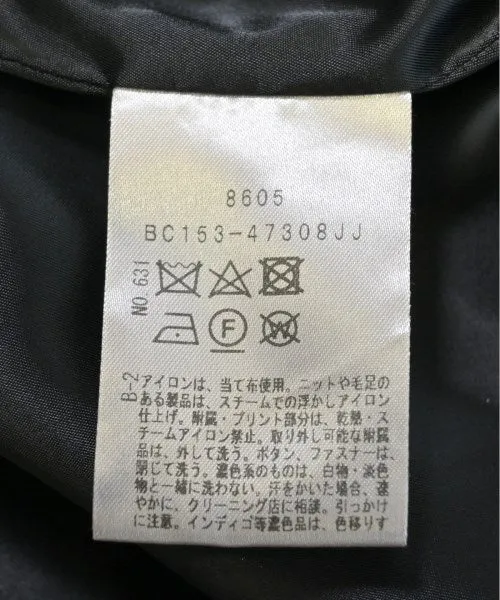 8605
BC153-47308JJ
NO.631
F
W
B-2
アイロンは、当て布使用。ニットや毛足の
ある製品は、スチームでの浮かしアイロン
仕上げ。附属・プリント部分は、乾熱・ス
チームアイロン禁止。取り外し可能な附属
品は、外して洗う。ボタン、ファスナーは、
閉じて洗う。濃色系のものは、白物・淡色
物と一緒に洗わない。汗をかいた場合、速
やかに、クリーニング店に相談。引っかけ
に注意。インディゴ等濃色品は、色移りす